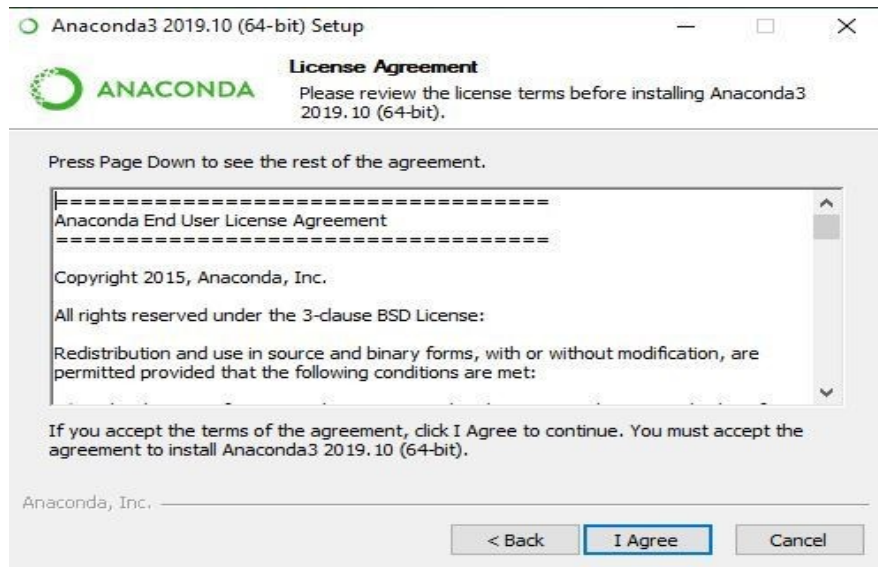 Anaconda3 2019.10 (64-bit) Setup
ANACONDA
License Agreement
Please review the license terms before installing Anaconda3
2019.10 (64-bit).
Press Page Down to see the rest of the agreement.
===================================
Anaconda End User License Agreement
===================================
Copyright 2015, Anaconda, Inc.
All rights reserved under the 3-clause BSD License:
Redistribution and use in source and binary forms, with or without modification, are
permitted provided that the following conditions are met:
If you accept the terms of the agreement, click I Agree to continue. You must accept the
agreement to install Anaconda3 2019.10 (64-bit).
Anaconda, Inc.
< Back
I Agree
Cancel